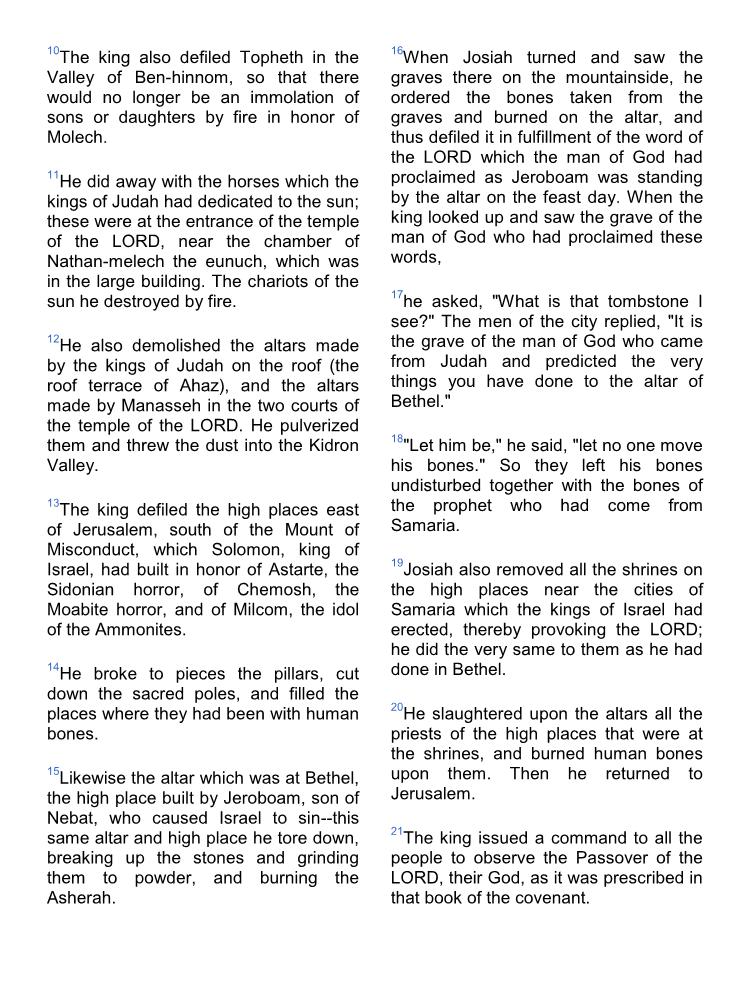 10The king also defiled Topheth in the
Valley of Ben-hinnom, so that there
would no longer be an immolation of
sons or daughters by fire in honor of
Molech.
11He did away with the horses which the
kings of Judah had dedicated to the sun;
these were at the entrance of the temple
of the LORD, near the chamber of
Nathan-melech the eunuch, which was
in the large building. The chariots of the
sun he destroyed by fire.
12He also demolished the altars made
by the kings of Judah on the roof (the
roof terrace of Ahaz), and the altars
made by Manasseh in the two courts of
the temple of the LORD. He pulverized
them and threw the dust into the Kidron
Valley.
13The king defiled the high places east
of Jerusalem, south of the Mount of
Misconduct, which Solomon, king of
Israel, had built in honor of Astarte, the
Sidonian horror, of Chemosh, the
Moabite horror, and of Milcom, the idol
of the Ammonites.
14He broke to pieces the pillars, cut
down the sacred poles, and filled the
places where they had been with human
bones.
15Likewise the altar which was at Bethel,
the high place built by Jeroboam, son of
Nebat, who caused Israel to sin--this
same altar and high place he tore down,
breaking up the stones and grinding
them to powder, and burning the
Asherah.
16When Josiah turned and saw the
graves there on the mountainside, he
ordered the bones taken from the
graves and burned on the altar, and
thus defiled it in fulfillment of the word of
the LORD which the man of God had
proclaimed as Jeroboam was standing
by the altar on the feast day. When the
king looked up and saw the grave of the
man of God who had proclaimed these
words,
17he asked, "What is that tombstone I
see?" The men of the city replied, "It is
the grave of the man of God who came
from Judah and predicted the very
things you have done to the altar of
Bethel."
18"Let him be," he said, "let no one move
his bones." So they left his bones
undisturbed together with the bones of
the prophet who had come from
Samaria.
19Josiah also removed all the shrines on
the high places near the cities of
Samaria which the kings of Israel had
erected, thereby provoking the LORD;
he did the very same to them as he had
done in Bethel.
20He slaughtered upon the altars all the
priests of the high places that were at
the shrines, and burned human bones
upon them. Then he returned to
Jerusalem.
21The king issued a command to all the
people to observe the Passover of the
LORD, their God, as it was prescribed in
that book of the covenant.